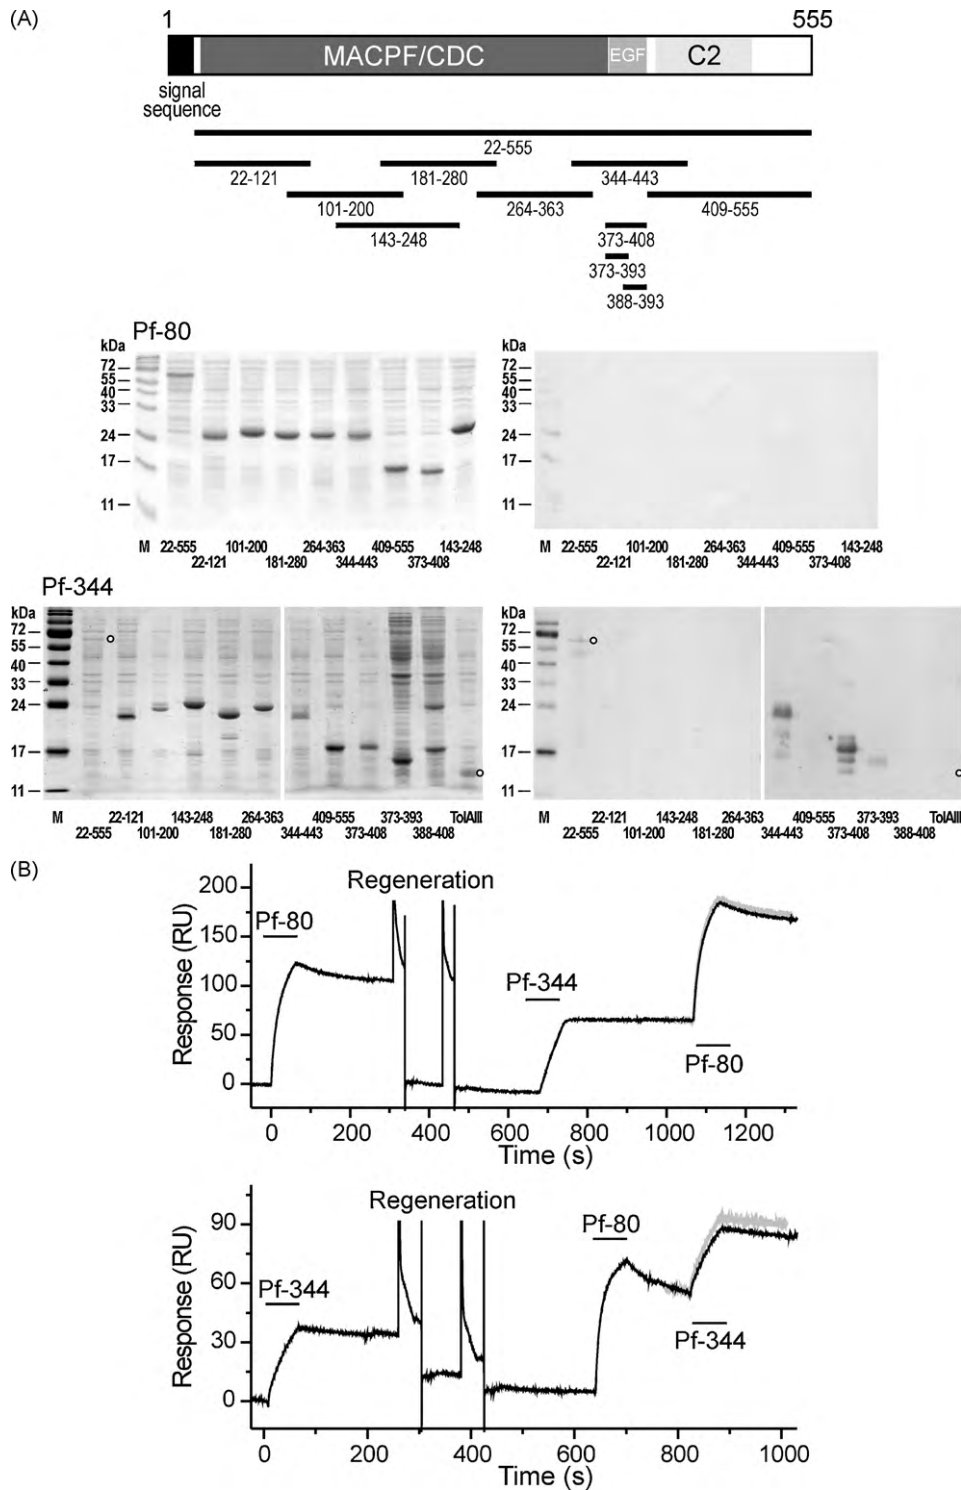 (A)
1 555
MACPF/CDC EGF C2
signal
sequence
22-555
22-121 181-280 344-443
101-200 264-363 409-555
143-248 373-408
373-393
388-393
Pf-80
kDa kDa
72 72
55 55
40 40
33 33
24 24
17 17
11 11
M 22-555 101-200 264-363 409-555 143-248 M 22-555 101-200 264-363 409-555 143-248
22-121 181-280 344-443 373-408 22-121 181-280 344-443 373-408
Pf-344
kDa kDa
72 72
55 55
40 40
33 33
24 24
17 17
11 11
M 22-121 143-248 264-363 409-555 373-393 TolAIII M 22-121 143-248 264-363 409-555 373-393 TolAIII
22-555 101-200 181-280 344-443 373-408 388-408 22-555 101-200 181-280 344-443 373-408 388-408
(B)
Regeneration
Pf-80
Pf-344
Pf-80
Response (RU)
200
150
100
50
0
0 200 400 600 800 1000 1200
Time (s)
Regeneration
Pf-80
Pf-344
Pf-344
Response (RU)
90
60
30
0
0 200 400 600 800 1000
Time (s)